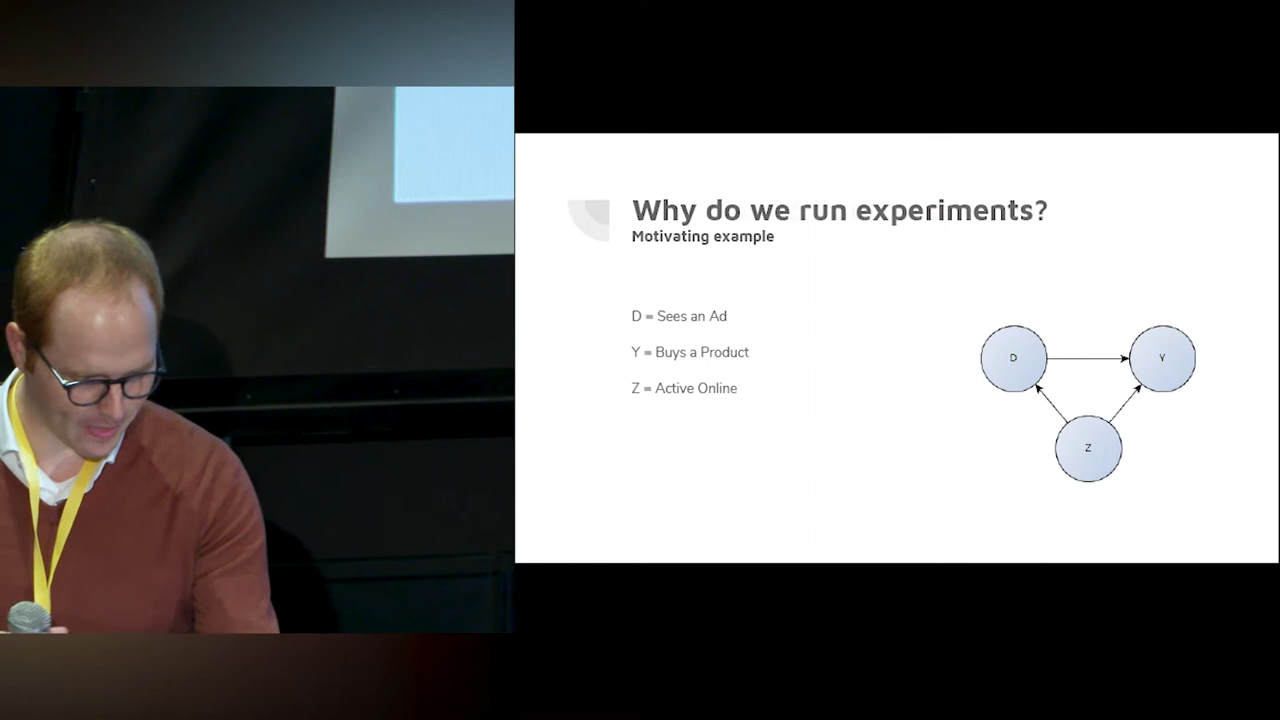 Why do we run experiments?
Motivating example
D = Sees an Ad
Y = Buys a Product
Z = Active Online
D
Y
Z